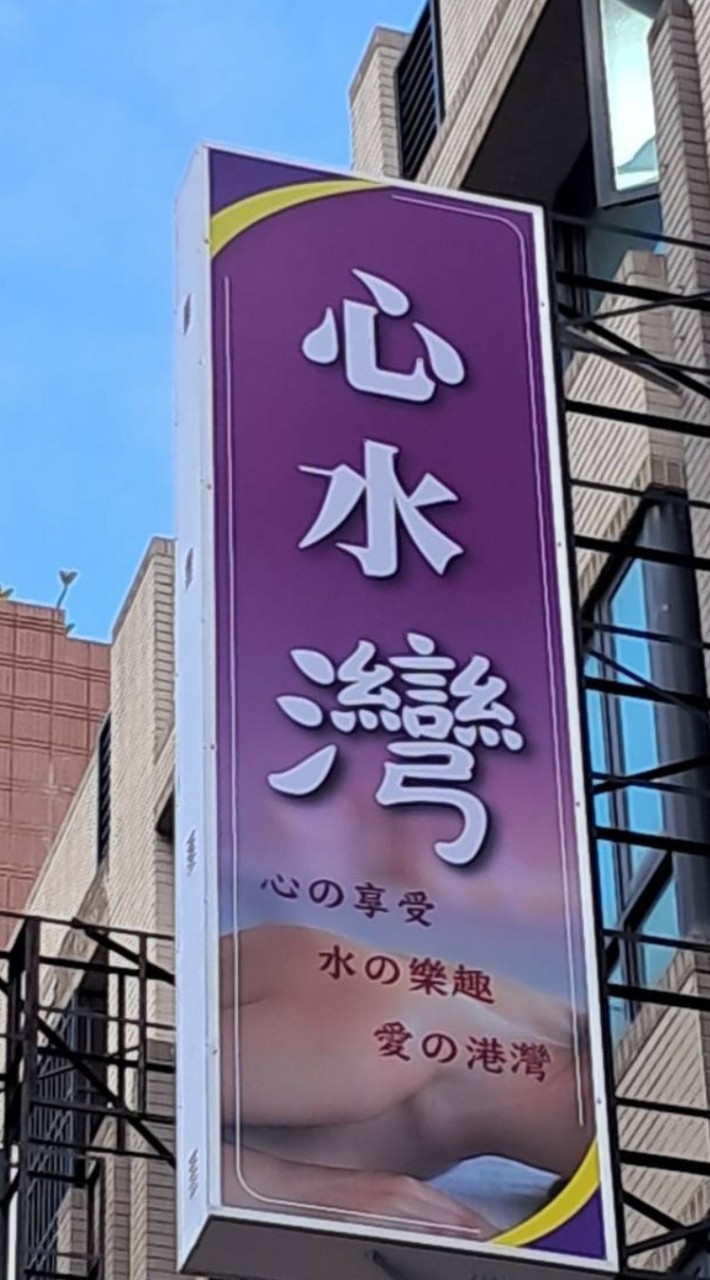 心水灣
心の享受
水の樂趣
愛の港灣